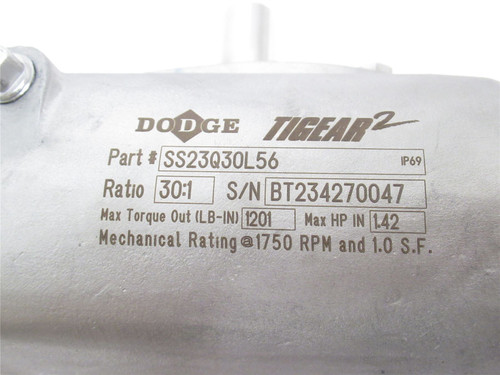 DODGE TIGEAR2
Part # SS23Q30L56 IP69
Ratio 30:1 S/N BT234270047
Max Torque Out (LB-IN) 1201 Max HP IN 1.42
Mechanical Rating @ 1750 RPM and 1.0 S.F.